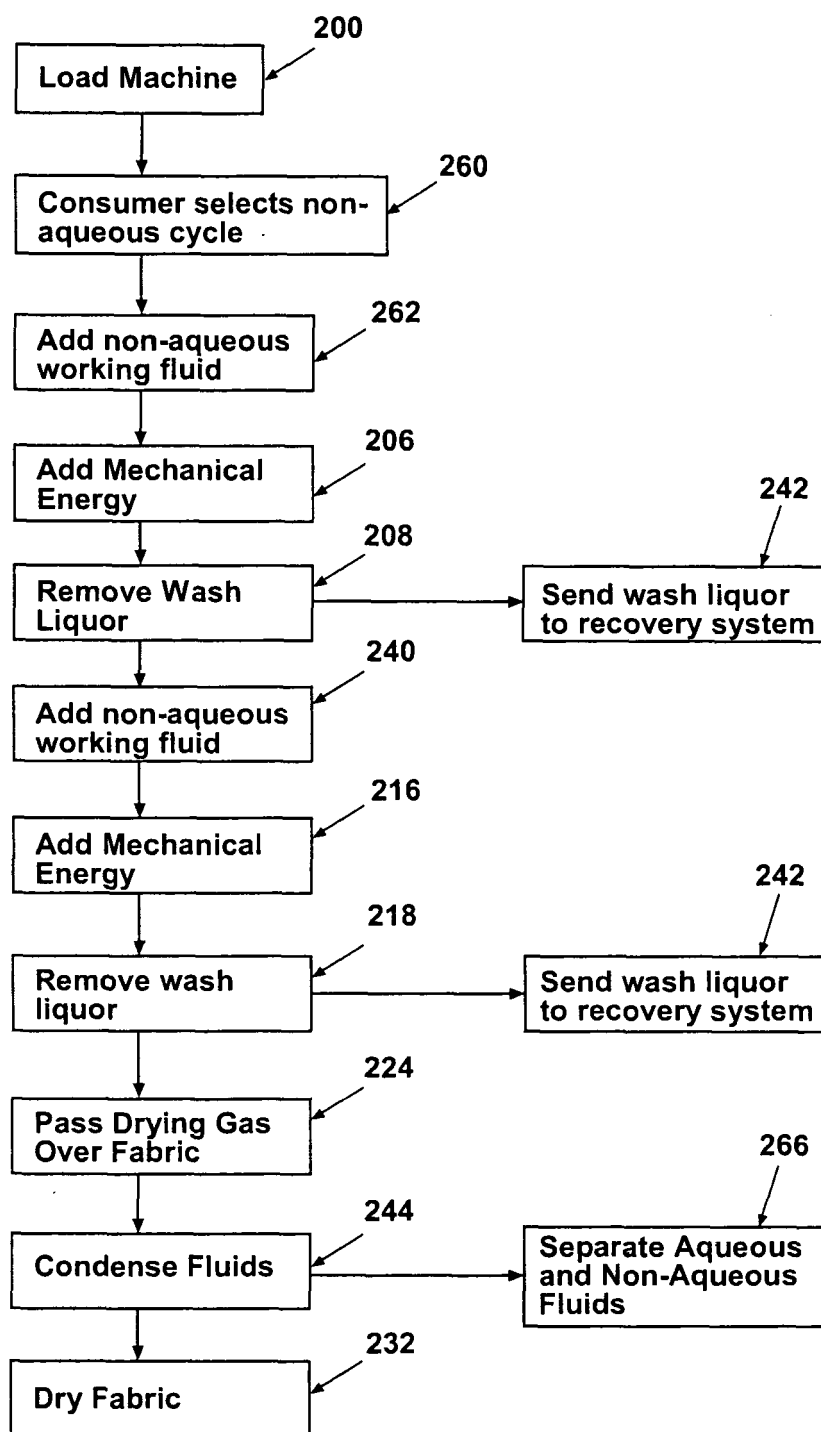 200
Load Machine
260
Consumer selects non-
aqueous cycle
262
Add non-aqueous
working fluid
206
Add Mechanical
Energy
208
Remove Wash
Liquor
242
Send wash liquor
to recovery system
240
Add non-aqueous
working fluid
216
Add Mechanical
Energy
218
Remove wash
liquor
242
Send wash liquor
to recovery system
224
Pass Drying Gas
Over Fabric
244
Condense Fluids
266
Separate Aqueous
and Non-Aqueous
Fluids
232
Dry Fabric